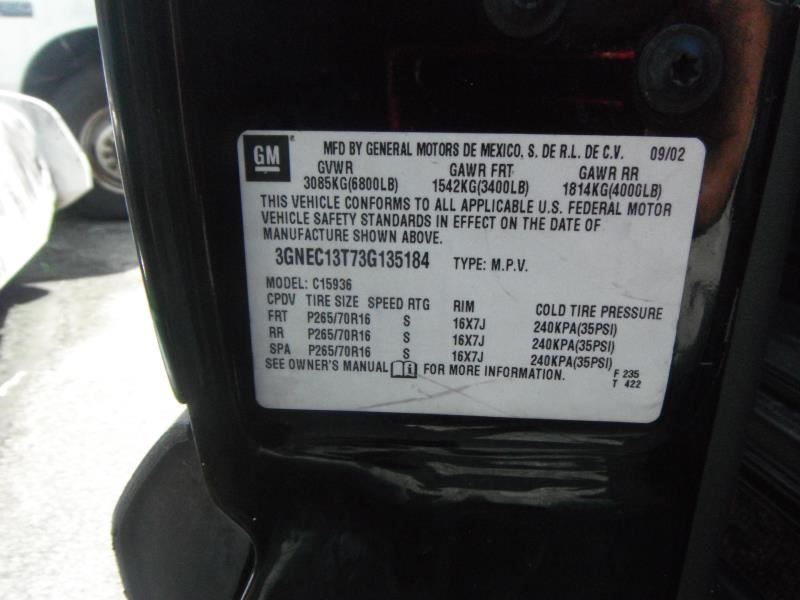 GM ® MFD BY GENERAL MOTORS DE MEXICO, S. DE R.L. DE C.V. 09/02
GVWR GAWR FRT GAWR RR
3085KG(6800LB) 1542KG(3400LB) 1814KG(4000LB)
THIS VEHICLE CONFORMS TO ALL APPLICABLE U.S. FEDERAL MOTOR
VEHICLE SAFETY STANDARDS IN EFFECT ON THE DATE OF
MANUFACTURE SHOWN ABOVE.
3GNEC13T73G135184 TYPE: M.P.V.
MODEL: C15936
CPDV TIRE SIZE SPEED RTG RIM COLD TIRE PRESSURE
FRT P265/70R16 S 16X7J 240KPA(35PSI)
RR P265/70R16 S 16X7J 240KPA(35PSI)
SPA P265/70R16 S 16X7J 240KPA(35PSI)
SEE OWNER'S MANUAL FOR MORE INFORMATION. F 235
T 422